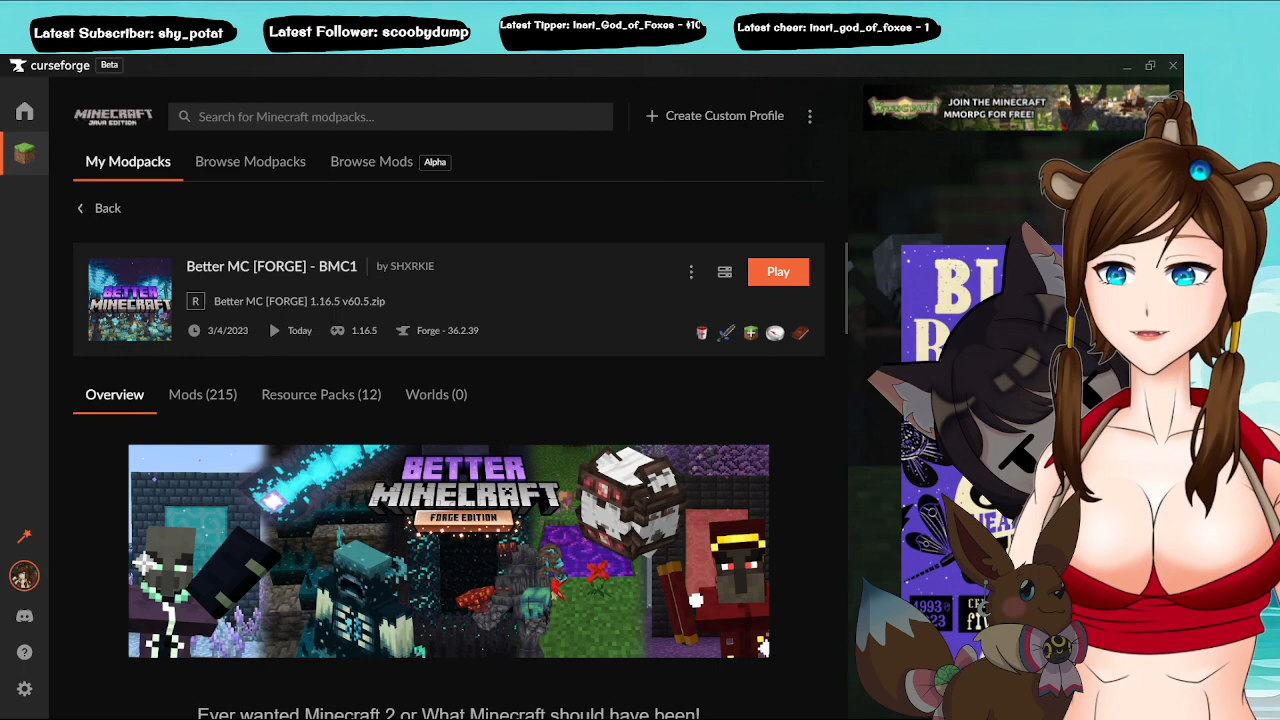 Latest Subscriber: shy_potat
Latest Follower: scoobydump
Latest Tipper: Inari_God_of_Foxes - $10
Latest cheer: inari_god_of_foxes - 1
curseforge Beta
MINECRAFT
JAVA EDITION
Search for Minecraft modpacks...
Create Custom Profile
JOIN THE MINECRAFT
MMORPG FOR FREE!
My Modpacks
Browse Modpacks
Browse Mods Alpha
Back
Better MC [FORGE] - BMC1
by SHXRKIE
Play
R Better MC [FORGE] 1.16.5 v60.5.zip
3/4/2023
Today
1.16.5
Forge - 36.2.39
BETTER
MINECRAFT
Overview
Mods (215)
Resource Packs (12)
Worlds (0)
BETTER
MINECRAFT
FORGE EDITION
BL
1993
Ever wanted Minecraft 2 or What Minecraft should have been!